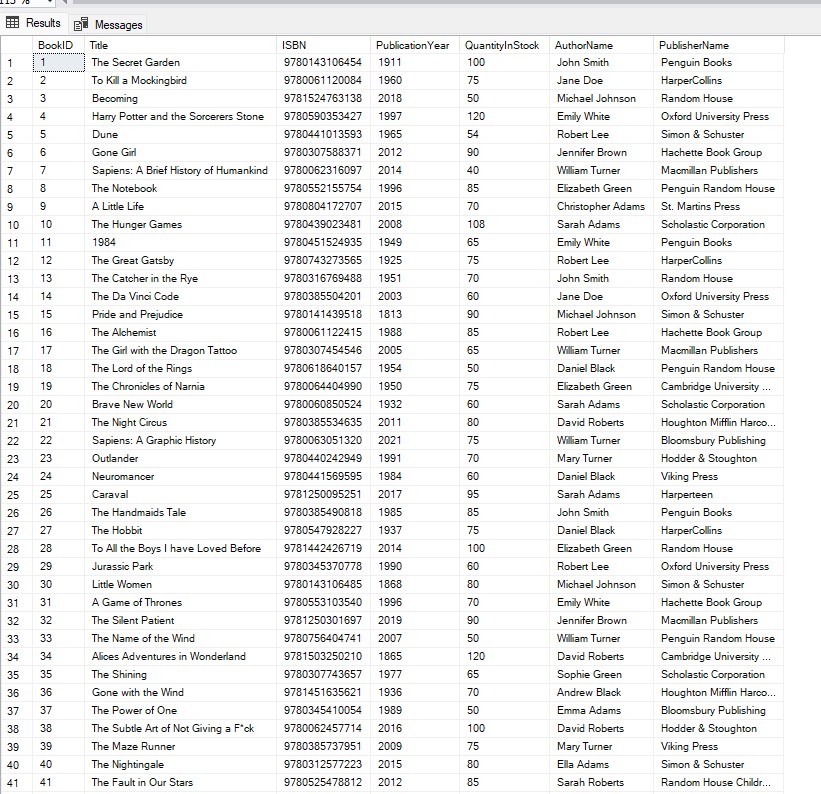 115 %
Results Messages
BookID Title ISBN PublicationYear QuantityInStock AuthorName PublisherName
1 1 The Secret Garden 9780143106454 1911 100 John Smith Penguin Books
2 2 To Kill a Mockingbird 9780061120084 1960 75 Jane Doe HarperCollins
3 3 Becoming 9781524763138 2018 50 Michael Johnson Random House
4 4 Harry Potter and the Sorcerers Stone 9780590353427 1997 120 Emily White Oxford University Press
5 5 Dune 9780441013593 1965 54 Robert Lee Simon & Schuster
6 6 Gone Girl 9780307588371 2012 90 Jennifer Brown Hachette Book Group
7 7 Sapiens: A Brief History of Humankind 9780062316097 2014 40 William Turner Macmillan Publishers
8 8 The Notebook 9780552155754 1996 85 Elizabeth Green Penguin Random House
9 9 A Little Life 9780804172707 2015 70 Christopher Adams St. Martins Press
10 10 The Hunger Games 9780439023481 2008 108 Sarah Adams Scholastic Corporation
11 11 1984 9780451524935 1949 65 Emily White Penguin Books
12 12 The Great Gatsby 9780743273565 1925 75 Robert Lee HarperCollins
13 13 The Catcher in the Rye 9780316769488 1951 70 John Smith Random House
14 14 The Da Vinci Code 9780385504201 2003 60 Jane Doe Oxford University Press
15 15 Pride and Prejudice 9780141439518 1813 90 Michael Johnson Simon & Schuster
16 16 The Alchemist 9780061122415 1988 85 Robert Lee Hachette Book Group
17 17 The Girl with the Dragon Tattoo 9780307454546 2005 65 William Turner Macmillan Publishers
18 18 The Lord of the Rings 9780618640157 1954 50 Daniel Black Penguin Random House
19 19 The Chronicles of Narnia 9780064404990 1950 75 Elizabeth Green Cambridge University ...
20 20 Brave New World 9780060850524 1932 60 Sarah Adams Scholastic Corporation
21 21 The Night Circus 9780385534635 2011 80 David Roberts Houghton Mifflin Harco...
22 22 Sapiens: A Graphic History 9780063051320 2021 75 William Turner Bloomsbury Publishing
23 23 Outlander 9780440242949 1991 70 Mary Turner Hodder & Stoughton
24 24 Neuromancer 9780441569595 1984 60 Daniel Black Viking Press
25 25 Caraval 9781250095251 2017 95 Sarah Adams Harperteen
26 26 The Handmaids Tale 9780385490818 1985 85 John Smith Penguin Books
27 27 The Hobbit 9780547928227 1937 75 Daniel Black HarperCollins
28 28 To All the Boys I have Loved Before 9781442426719 2014 100 Elizabeth Green Random House
29 29 Jurassic Park 9780345370778 1990 60 Robert Lee Oxford University Press
30 30 Little Women 9780143106485 1868 80 Michael Johnson Simon & Schuster
31 31 A Game of Thrones 9780553103540 1996 70 Emily White Hachette Book Group
32 32 The Silent Patient 9781250301697 2019 90 Jennifer Brown Macmillan Publishers
33 33 The Name of the Wind 9780756404741 2007 50 William Turner Penguin Random House
34 34 Alices Adventures in Wonderland 9781503250210 1865 120 David Roberts Cambridge University ...
35 35 The Shining 9780307743657 1977 65 Sophie Green Scholastic Corporation
36 36 Gone with the Wind 9781451635621 1936 70 Andrew Black Houghton Mifflin Harco...
37 37 The Power of One 9780345410054 1989 50 Emma Adams Bloomsbury Publishing
38 38 The Subtle Art of Not Giving a F*ck 9780062457714 2016 100 David Roberts Hodder & Stoughton
39 39 The Maze Runner 9780385737951 2009 75 Mary Turner Viking Press
40 40 The Nightingale 9780312577223 2015 80 Ella Adams Simon & Schuster
41 41 The Fault in Our Stars 9780525478812 2012 85 Sarah Roberts Random House Childr...